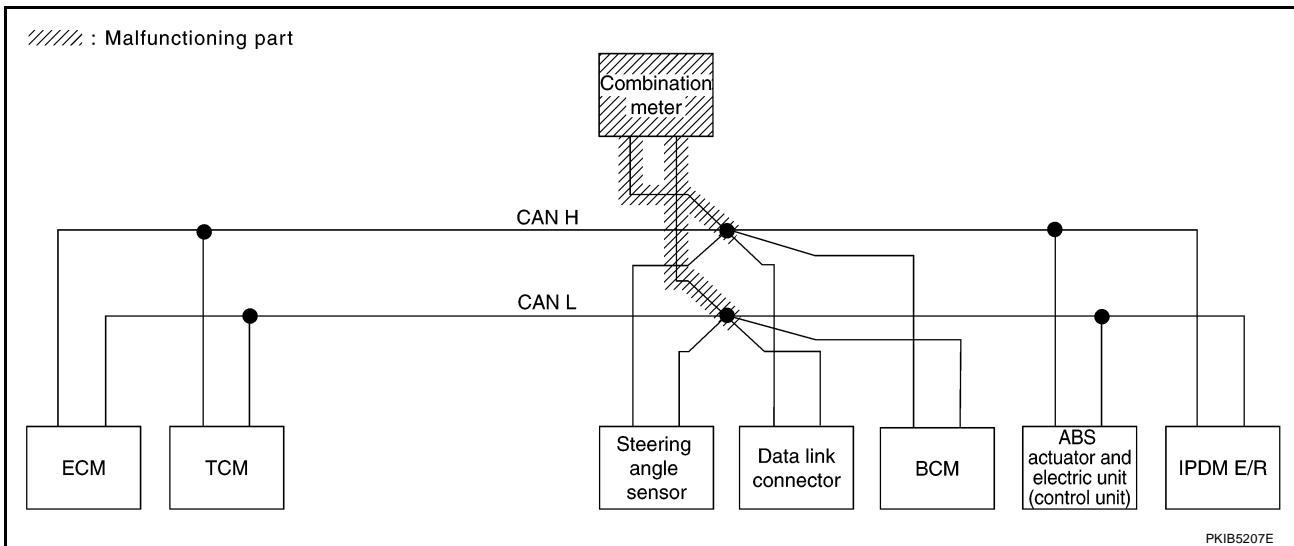 : Malfunctioning part
Combination
meter
CAN H
CAN L
ECM
TCM
Steering
angle
sensor
Data link
connector
BCM
ABS
actuator and
electric unit
(control unit)
IPDM E/R
PKIB5207E